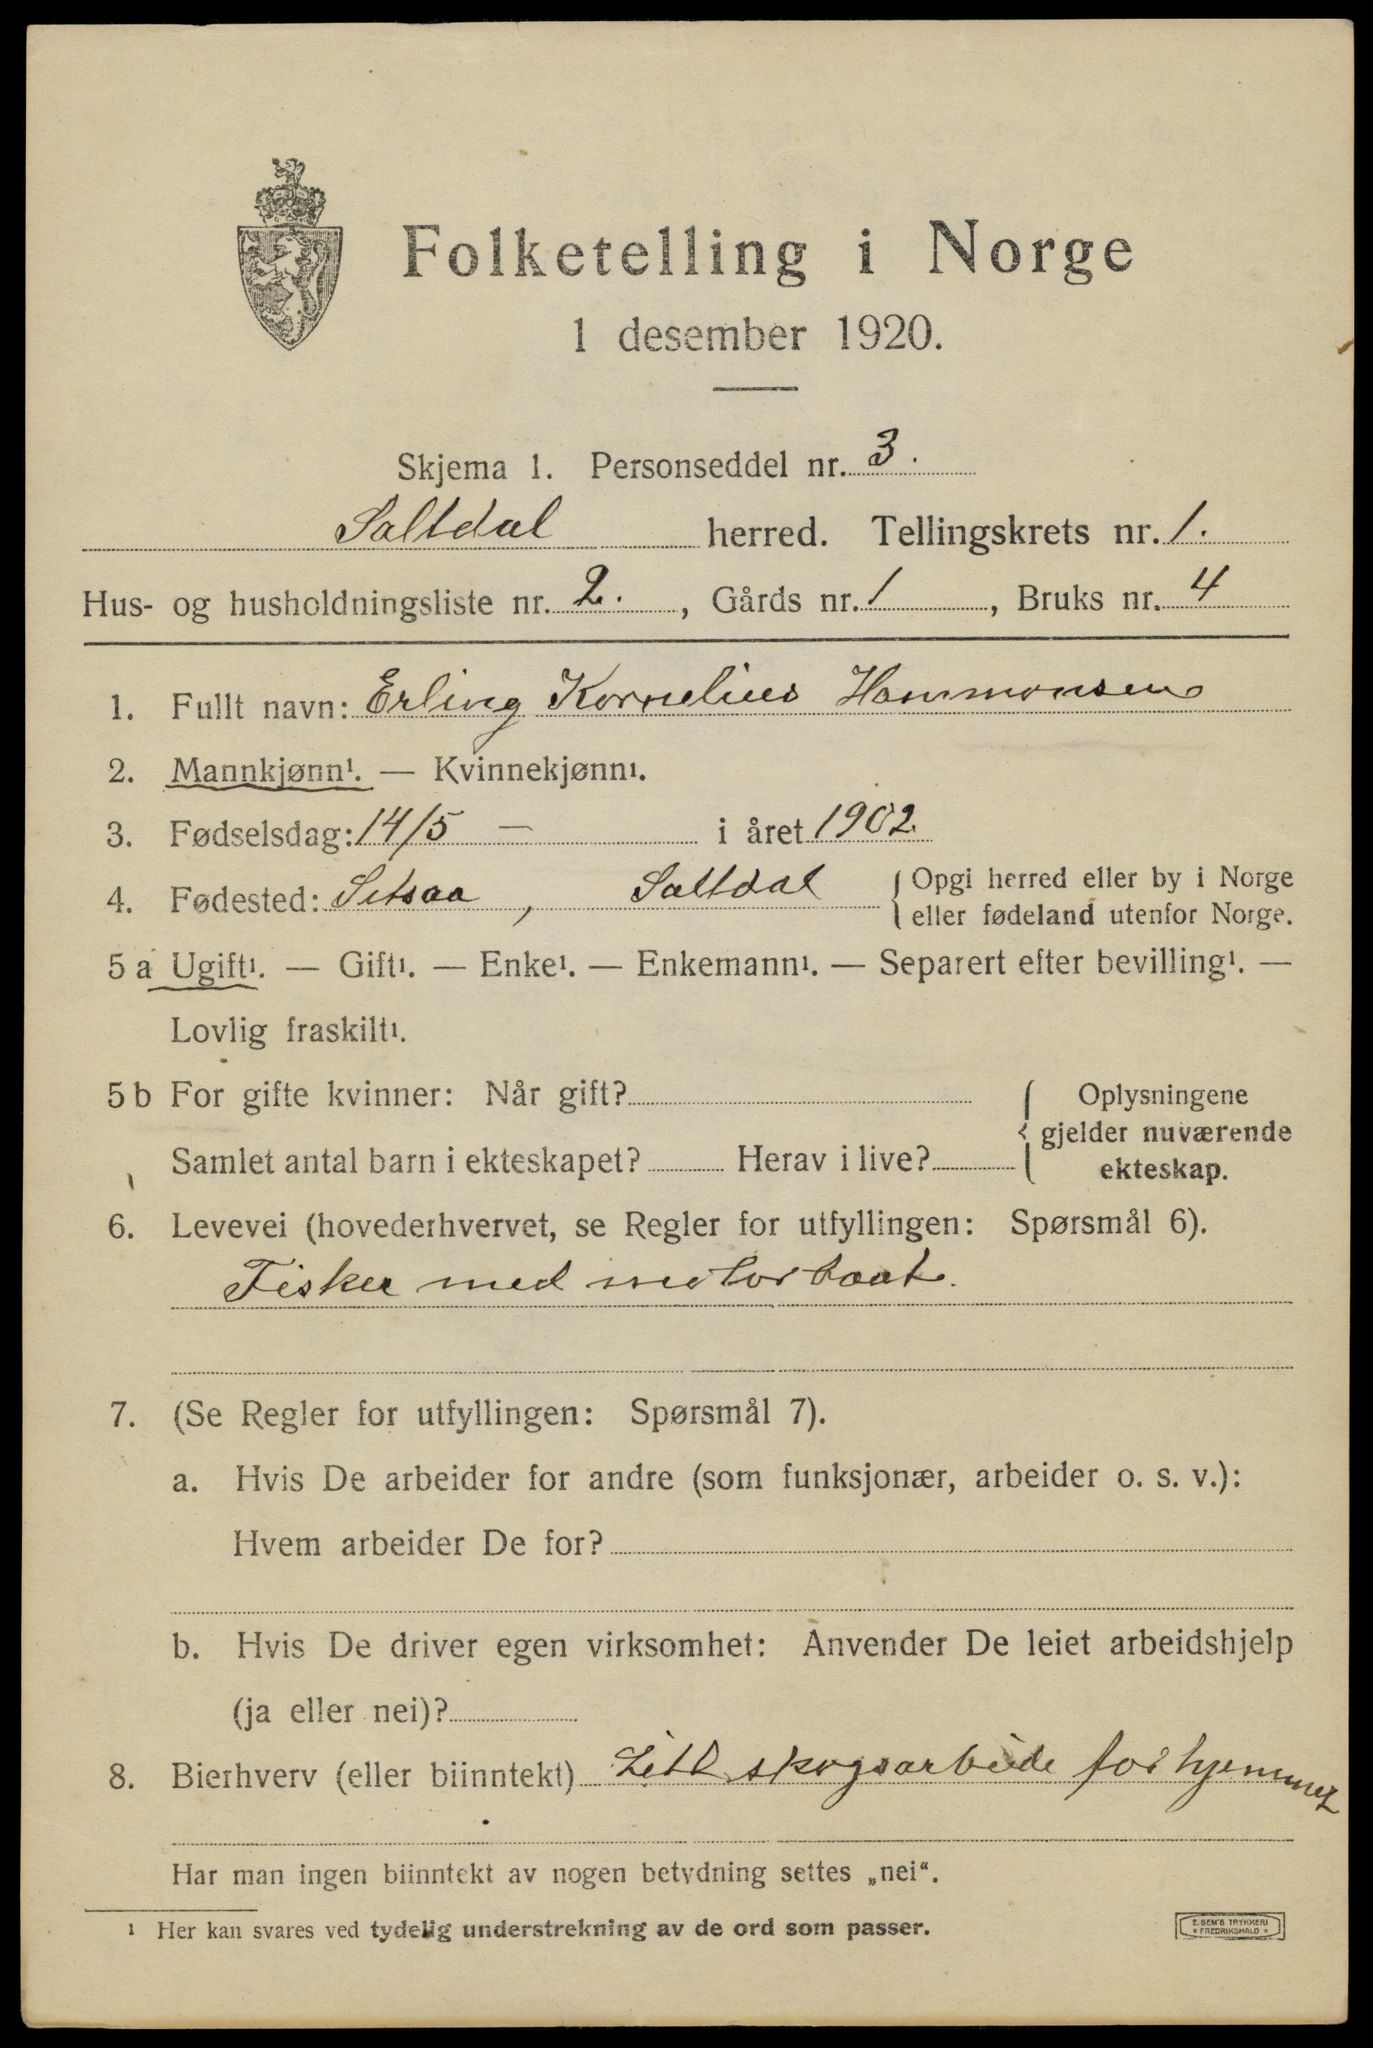 Folketelling i Norge
1 desember 1920.
Skjema 1. Personseddel nr. 3.
Saltdal herred. Tellingskrets nr. 1.
Hus- og husholdningsliste nr. 2., Gårds nr. 1, Bruks nr. 4
1. Fullt navn: Erling Kornelius Hammonsen
2. Mannkjønn¹. — Kvinnekjønn¹.
3. Fødselsdag: 14/5 — i året 1902
4. Fødested: Setsaa, Saltdal { Opgi herred eller by i Norge
eller fødeland utenfor Norge.
5 a Ugift¹. — Gift¹. — Enke¹. — Enkemann¹. — Separert efter bevilling¹. —
Lovlig fraskilt¹.
5 b For gifte kvinner: Når gift?
Samlet antal barn i ekteskapet? Herav i live?
{ Oplysningene
gjelder nuværende
ekteskap.
6. Levevei (hovederhvervet, se Regler for utfyllingen: Spørsmål 6).
Fisker med motorbaat.
7. (Se Regler for utfyllingen: Spørsmål 7).
a. Hvis De arbeider for andre (som funksjonær, arbeider o. s. v.):
Hvem arbeider De for?
b. Hvis De driver egen virksomhet: Anvender De leiet arbeidshjelp
(ja eller nei)?
8. Bierhverv (eller biinntekt) Litt skogsarbeide for hjemmet
Har man ingen biinntekt av nogen betydning settes „nei“.
¹ Her kan svares ved tydelig understrekning av de ord som passer.
E. SEM'S TRYKKERI
* FREDRIKSHALD *